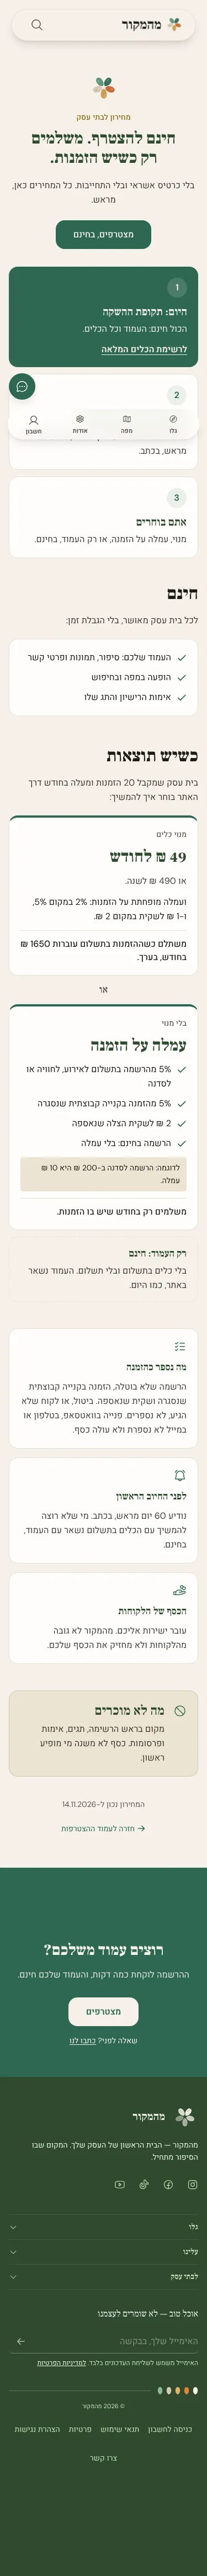 מהמקור
מחירון לבתי עסק
חינם להצטרף. משלמים
רק כשיש הזמנות.
בלי כרטיס אשראי ובלי התחייבות. כל המחירים כאן,
מראש.
מצטרפים, בחינם
1
היום: תקופת ההשקה
הכול חינם: העמוד וכל הכלים.
לרשימת הכלים המלאה
2
גלו
מפה
אודות
חשבון
מראש, בכתב.
3
אתם בוחרים
מנוי, עמלה על הזמנה, או רק העמוד, בחינם.
חינם
לכל בית עסק מאושר, בלי הגבלת זמן:
העמוד שלכם: סיפור, תמונות ופרטי קשר
הופעה במפה ובחיפוש
אימות הרישיון והתג שלו
כשיש תוצאות
בית עסק שמקבל 20 הזמנות ומעלה בחודש דרך
האתר בוחר איך להמשיך:
מנוי כלים
49 ₪ לחודש
או 490 ₪ לשנה.
ועמלה מופחתת על הזמנות: 2% במקום 5%,
ו-1 ₪ לשקית במקום 2 ₪.
משתלם כשההזמנות בתשלום עוברות 1650 ₪
בחודש, בערך.
או
בלי מנוי
עמלה על הזמנה
5% מהרשמה בתשלום לאירוע, לחוויה או
לסדנה
5% מהזמנה בקנייה קבוצתית שנסגרה
2 ₪ לשקית הצלה שנאספה
הרשמה בחינם: בלי עמלה
לדוגמה: הרשמה לסדנה ב-200 ₪ היא 10 ₪
עמלה.
משלמים רק בחודש שיש בו הזמנות.
רק העמוד: חינם
בלי כלים בתשלום ובלי תשלום. העמוד נשאר
באתר, כמו היום.
מה נספר כהזמנה
הרשמה שלא בוטלה, הזמנה בקנייה קבוצתית
שנסגרה ושקית שנאספה. ביטול, או לקוח שלא
הגיע, לא נספרים. פנייה בוואטסאפ, בטלפון או
במייל לא נספרת ולא עולה כסף.
לפני החיוב הראשון
נודיע 60 יום מראש, בכתב. מי שלא רוצה
להמשיך עם הכלים בתשלום נשאר עם העמוד,
בחינם.
הכסף של הלקוחות
עובר ישירות אליכם. מהמקור לא גובה
מהלקוחות ולא מחזיק את הכסף שלכם.
מה לא מוכרים
מקום בראש הרשימה, תגים, אימות
ופרסומות. כסף לא משנה מי מופיע
ראשון.
המחירון נכון ל-14.11.2026
חזרה לעמוד ההצטרפות
רוצים עמוד משלכם?
ההרשמה לוקחת כמה דקות, והעמוד שלכם חינם.
מצטרפים
שאלה לפני? כתבו לנו
מהמקור
מהמקור — הבית הראשון של העסק שלך. המקום שבו
הסיפור מתחיל.
גלו
עלינו
לבתי עסק
אוכל טוב — לא שומרים לעצמנו
האימייל שלך, בבקשה
האימייל משמש לשליחת העדכונים בלבד. למדיניות הפרטיות
© 2026 מהמקור
כניסה לחשבון
תנאי שימוש
פרטיות
הצהרת נגישות
צרו קשר